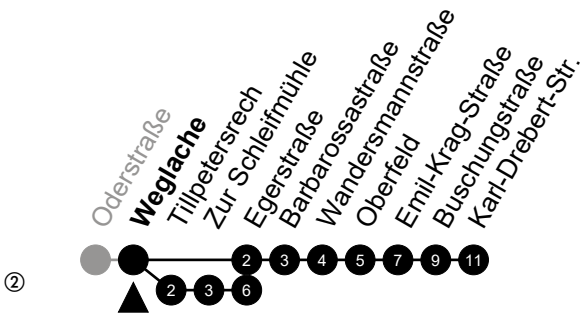 Oderstraße
Weglache
Tillpetersrech
Zur Schleifmühle
Egerstraße
Barbarossastraße
Wandersmannstraße
Oberfeld
Emil-Krag-Straße
Buschungstraße
Karl-Drebert-Str.
② 2 3 4 5 7 9 11
2 3 6